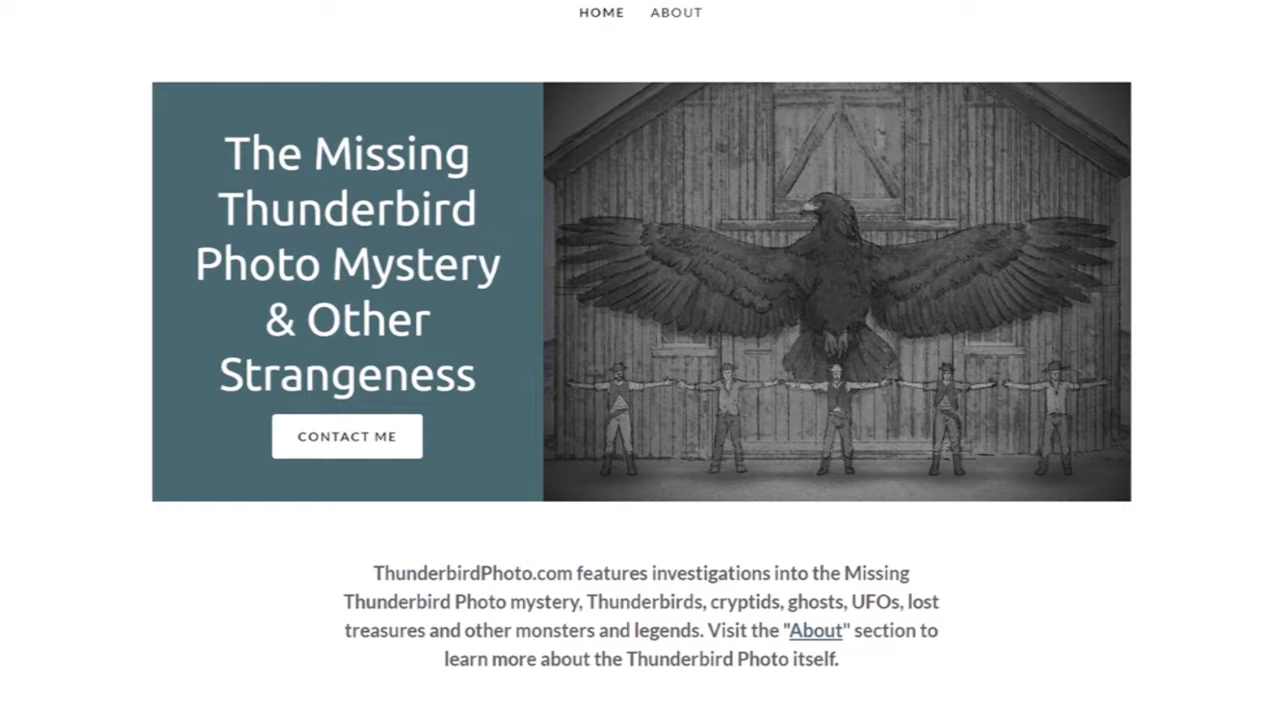 HOME ABOUT
The Missing
Thunderbird
Photo Mystery
& Other
Strangeness
CONTACT ME
ThunderbirdPhoto.com features investigations into the Missing
Thunderbird Photo mystery, Thunderbirds, cryptids, ghosts, UFOs, lost
treasures and other monsters and legends. Visit the "About" section to
learn more about the Thunderbird Photo itself.